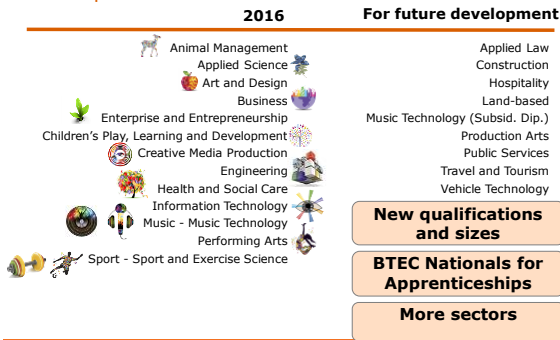 2016
Animal Management
Applied Science
Art and Design
Business
Enterprise and Entrepreneurship
Children's Play, Learning and Development
Creative Media Production
Engineering
Health and Social Care
Information Technology
Music - Music Technology
Performing Arts
Sport - Sport and Exercise Science
For future development
Applied Law
Construction
Hospitality
Land-based
Music Technology (Subsid. Dip.)
Production Arts
Public Services
Travel and Tourism
Vehicle Technology
New qualifications
and sizes
BTEC Nationals for
Apprenticeships
More sectors